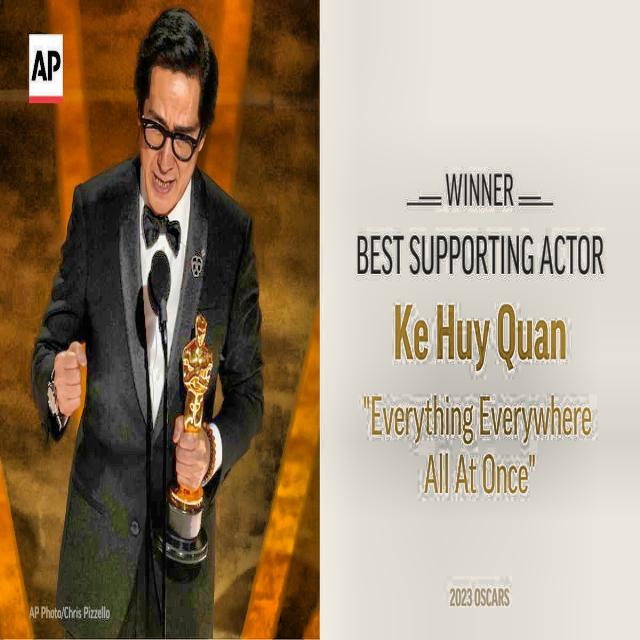 AP
WINNER
BEST SUPPORTING ACTOR
Ke Huy Quan
"Everything Everywhere
All At Once"
2023 OSCARS
AP Photo/Chris Pizzello